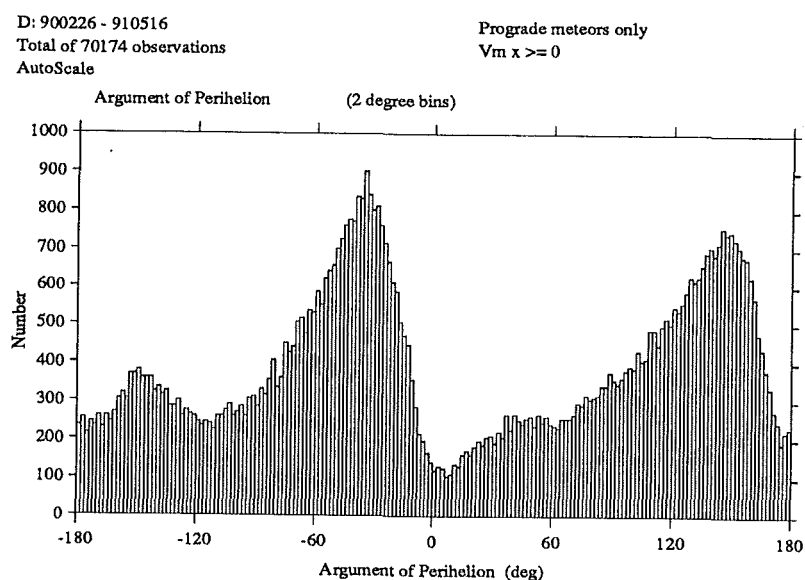 D: 900226 - 910516
Total of 70174 observations
AutoScale
Prograde meteors only
Vm x >= 0
Argument of Perihelion (2 degree bins)
1000
900
800
700
600
500
400
300
200
100
0
Number
-180 -120 -60 0 60 120 180
Argument of Perihelion (deg)